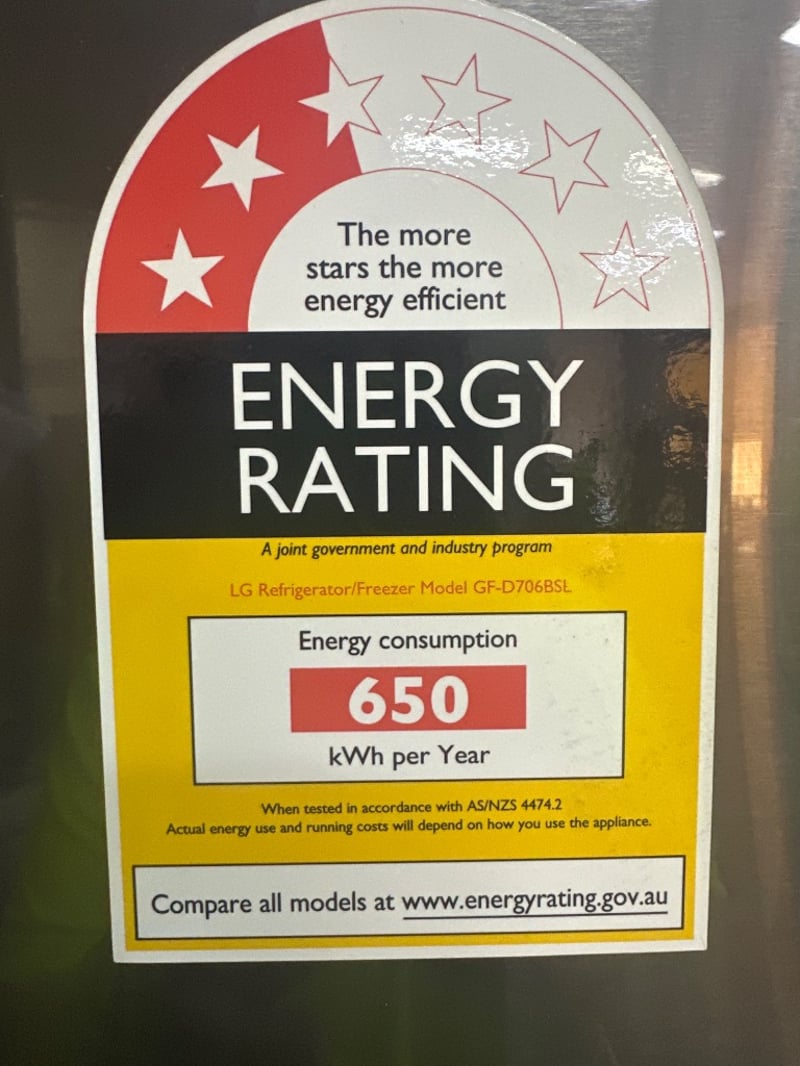 The more
stars the more
energy efficient
ENERGY
RATING
A joint government and industry program
LG Refrigerator/Freezer Model GF-D706BSL
Energy consumption
650
kWh per Year
When tested in accordance with AS/NZS 4474.2
Actual energy use and running costs will depend on how you use the appliance.
Compare all models at www.energyrating.gov.au